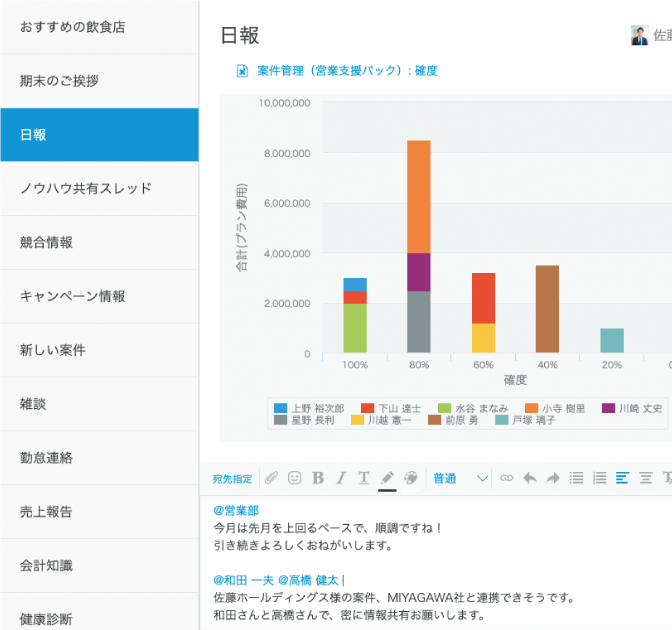 おすすめの飲食店
期末のご挨拶
日報
ノウハウ共有スレッド
競合情報
キャンペーン情報
新しい案件
雑談
勤怠連絡
売上報告
会計知識
健康診断
日報
佐藤
案件管理（営業支援パック）: 確度
合計(プラン費用)
10,000,000
8,000,000
6,000,000
4,000,000
2,000,000
0
100% 80% 60% 40% 20%
確度
上野 裕次郎 下山 達士 水谷 まなみ 小寺 樹里 川崎 丈史
星野 長利 川越 憲一 前原 勇 戸塚 璃子
宛先指定 B I T 普通
@営業部
今月は先月を上回るペースで、順調ですね！
引き続きよろしくおねがいします。
@和田 一夫 @高橋 健太
佐藤ホールディングス様の案件、MIYAGAWA社と連携できそうです。
和田さんと高橋さんで、密に情報共有お願いします。